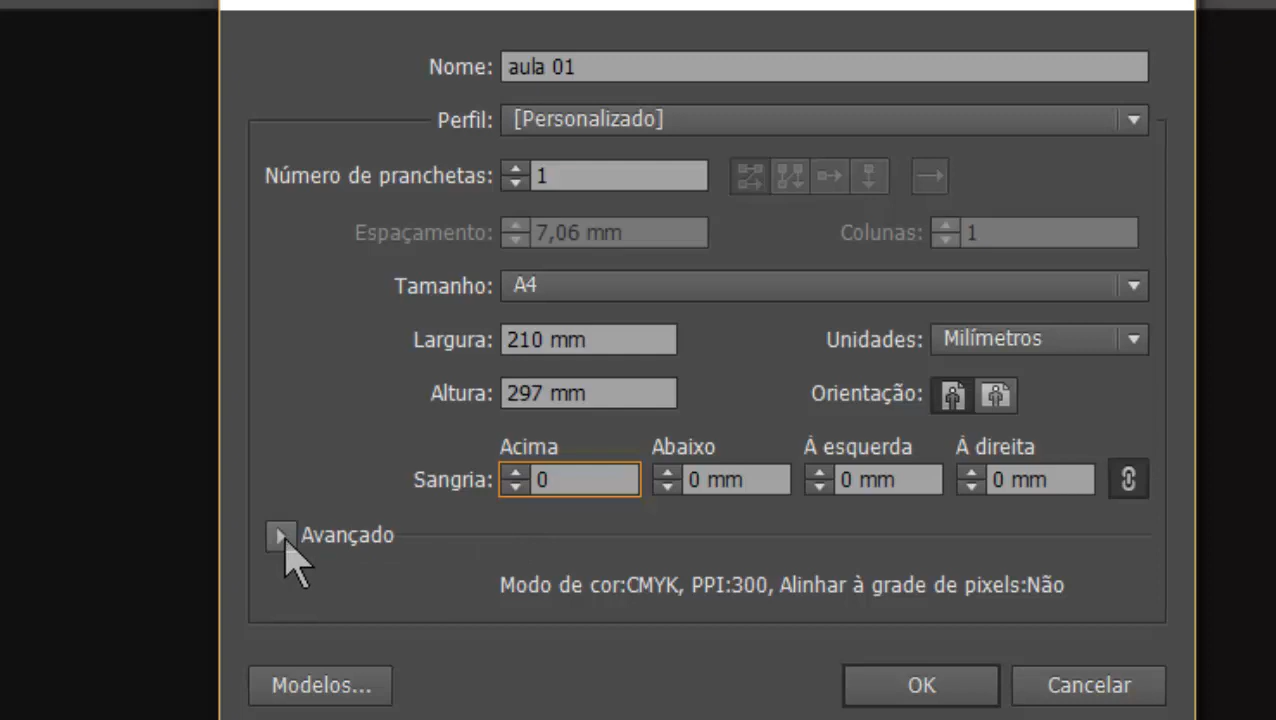 Nome: aula 01
Perfil: [Personalizado]
Número de pranchetas: 1
Espaçamento: 7,06 mm Colunas: 1
Tamanho: A4
Largura: 210 mm Unidades: Milímetros
Altura: 297 mm Orientação:
Acima Abaixo À esquerda À direita
Sangria: 0 0 mm 0 mm 0 mm
Avançado
Modo de cor:CMYK, PPI:300, Alinhar à grade de pixels:Não
Modelos... OK Cancelar